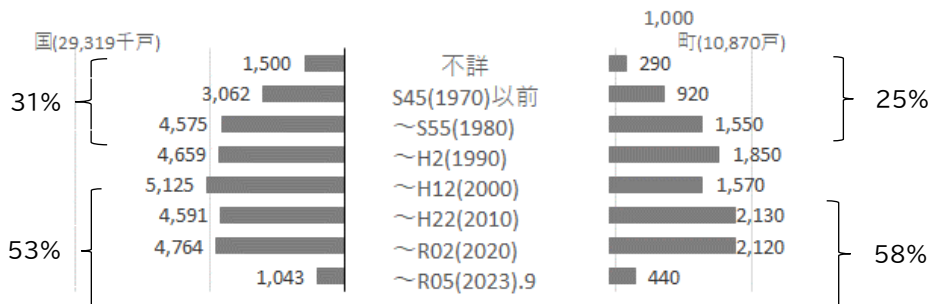 1,000
国(29,319千戸) 町(10,870戸)
1,500 不詳 290
31% 3,062 S45(1970)以前 920 25%
4,575 ～S55(1980) 1,550
4,659 ～H2(1990) 1,850
5,125 ～H12(2000) 1,570
4,591 ～H22(2010) 2,130
53% 4,764 ～R02(2020) 2,120 58%
1,043 ～R05(2023).9 440